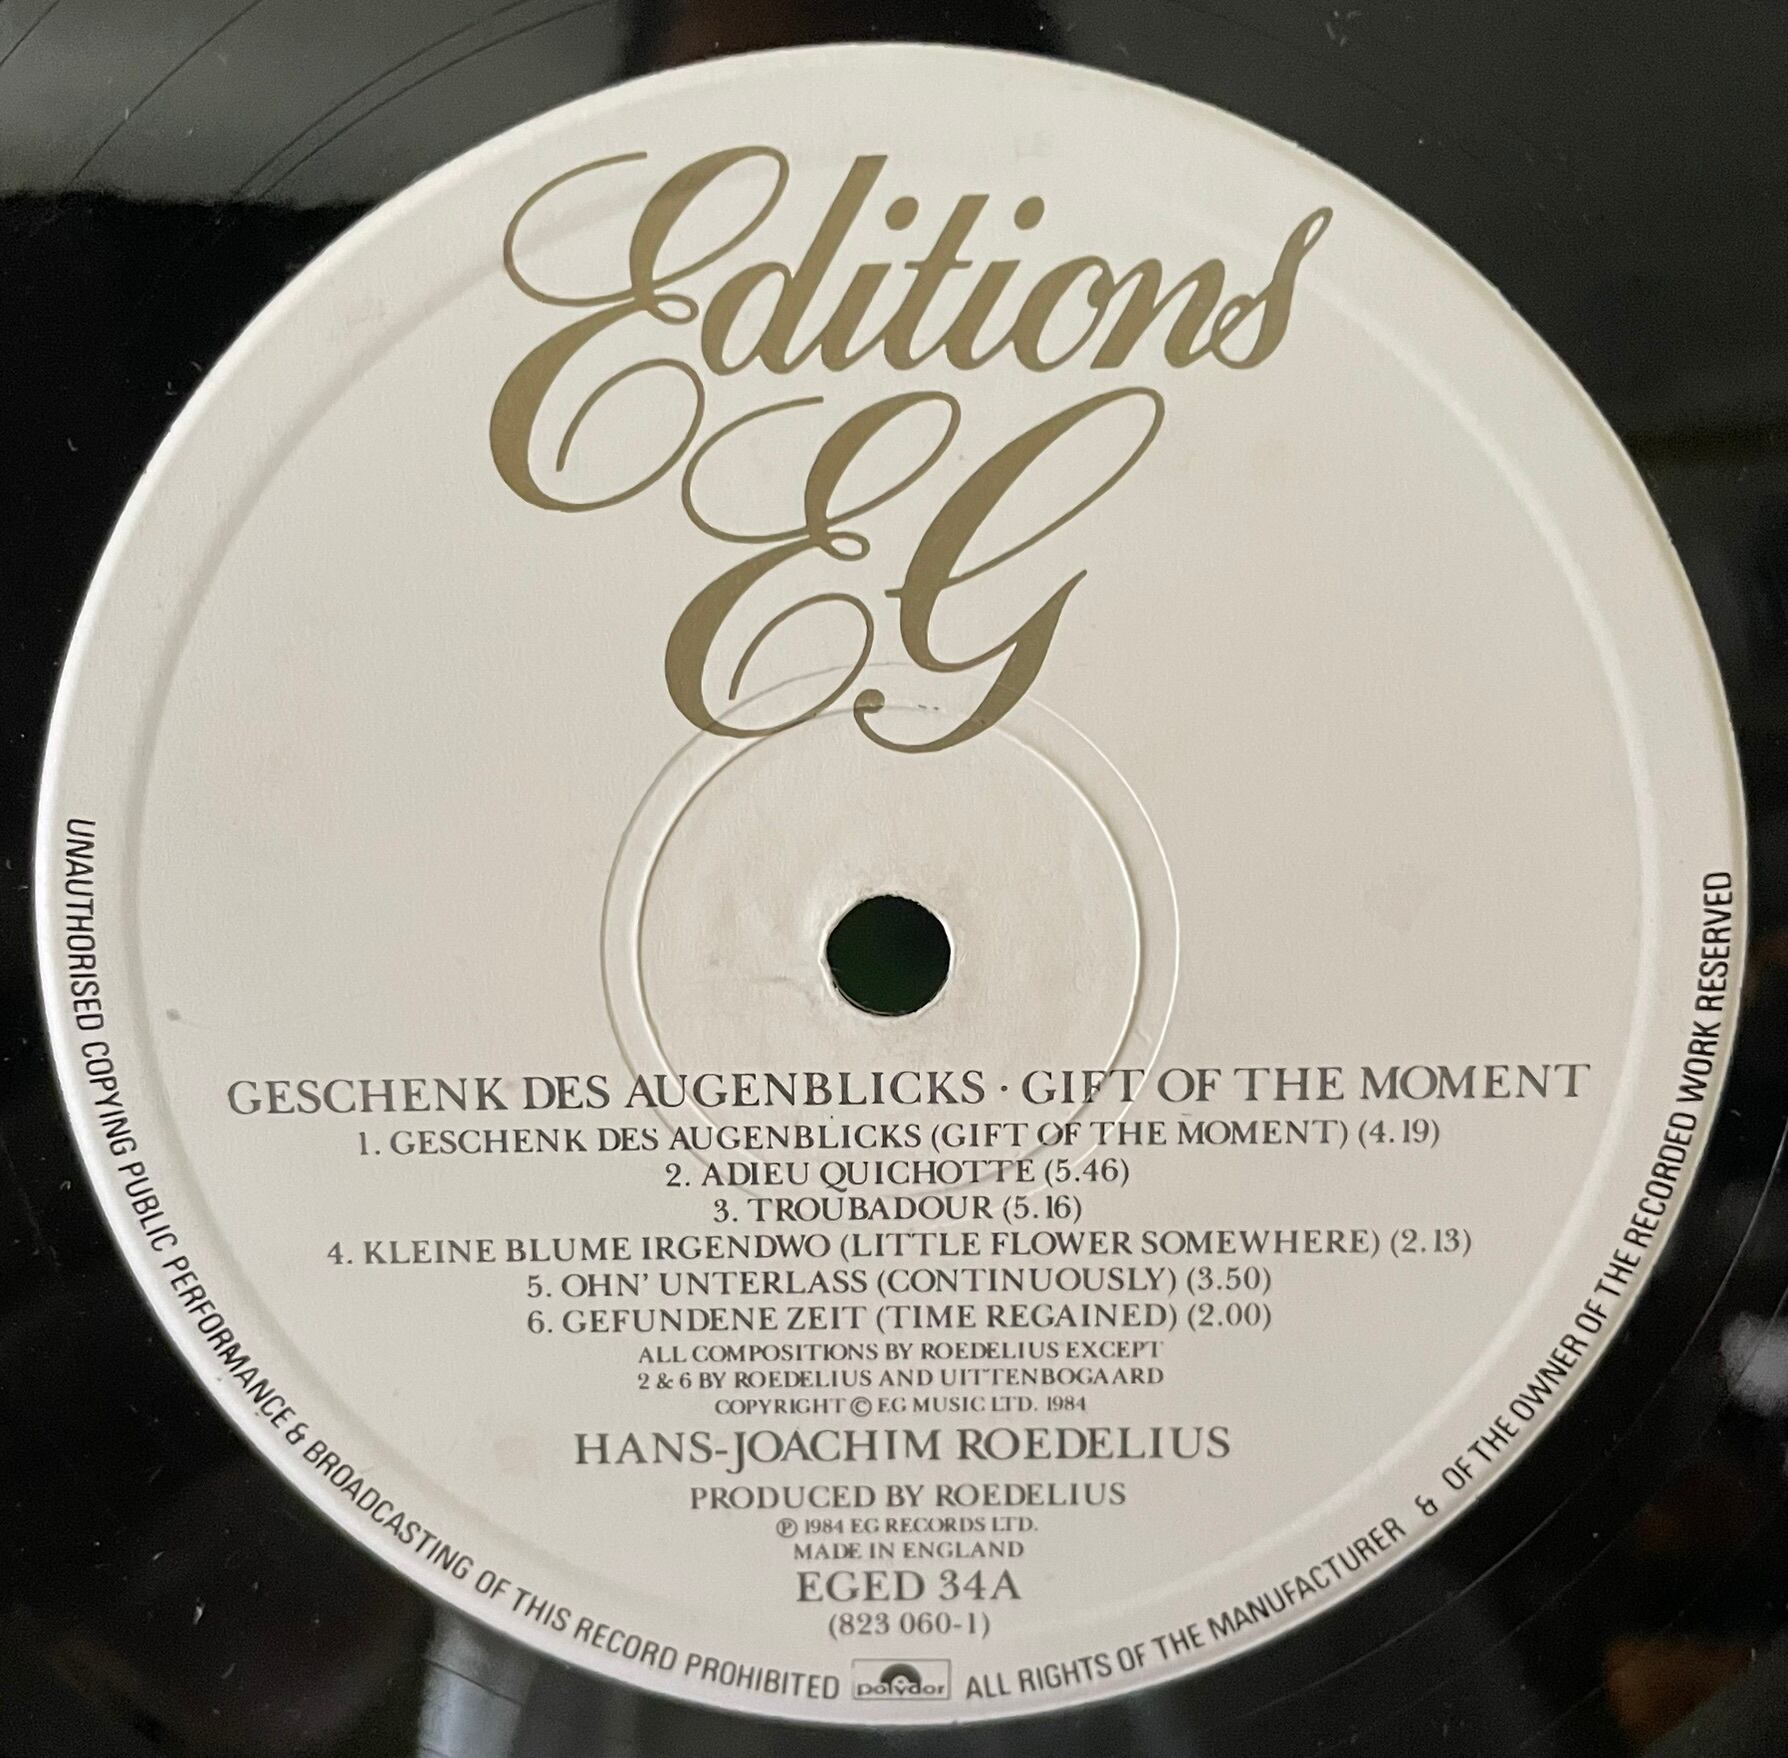 Editions
EG
GESCHENK DES AUGENBLICKS · GIFT OF THE MOMENT
1. GESCHENK DES AUGENBLICKS (GIFT OF THE MOMENT) (4.19)
2. ADIEU QUICHOTTE (5.46)
3. TROUBADOUR (5.16)
4. KLEINE BLUME IRGENDWO (LITTLE FLOWER SOMEWHERE) (2.13)
5. OHN' UNTERLASS (CONTINUOUSLY) (3.50)
6. GEFUNDENE ZEIT (TIME REGAINED) (2.00)
ALL COMPOSITIONS BY ROEDELIUS EXCEPT
2 & 6 BY ROEDELIUS AND UITTENBOGAARD
COPYRIGHT © EG MUSIC LTD. 1984
HANS-JOACHIM ROEDELIUS
PRODUCED BY ROEDELIUS
℗ 1984 EG RECORDS LTD.
MADE IN ENGLAND
EGED 34A
(823 060-1)
UNAUTHORISED COPYING PUBLIC PERFORMANCE & BROADCASTING OF THIS RECORD PROHIBITED
polydor
ALL RIGHTS OF THE MANUFACTURER & OF THE OWNER OF THE RECORDED WORK RESERVED